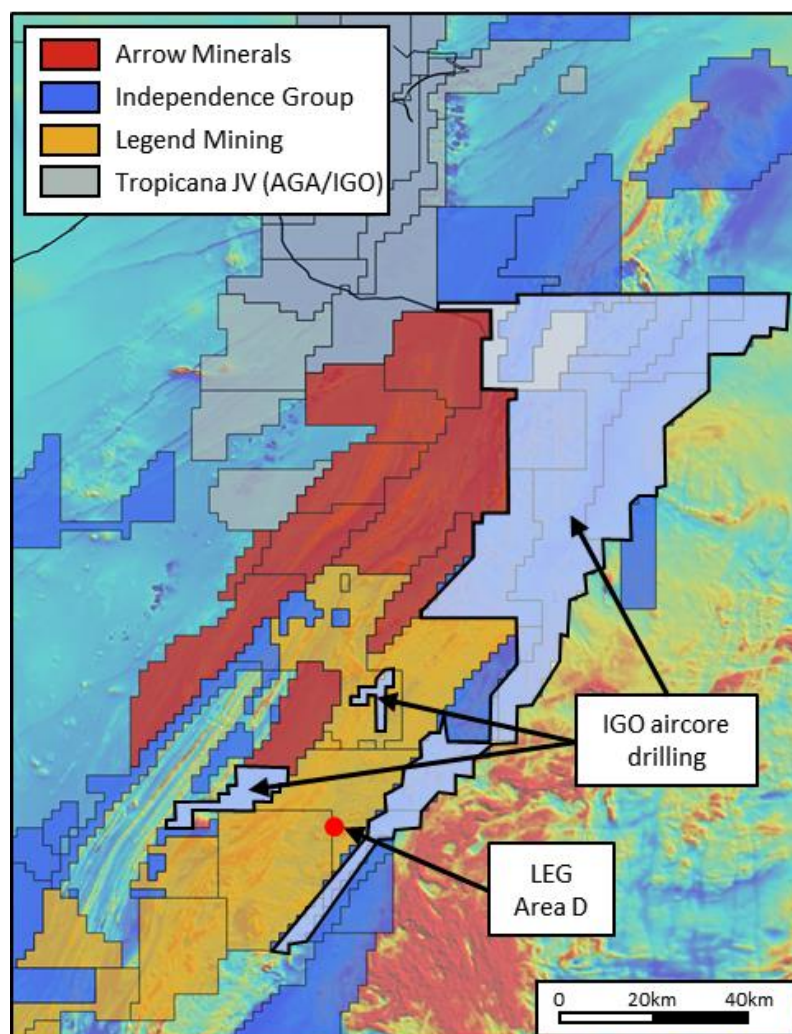 Arrow Minerals
Independence Group
Legend Mining
Tropicana JV (AGA/IGO)
IGO aircore
drilling
LEG
Area D
0 20km 40km